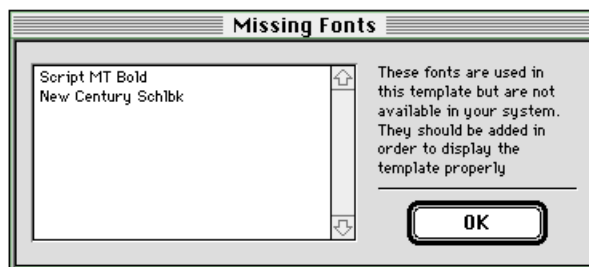 Missing Fonts
Script MT Bold
New Century Schlbk
These fonts are used in
this template but are not
available in your system.
They should be added in
order to display the
template properly
OK